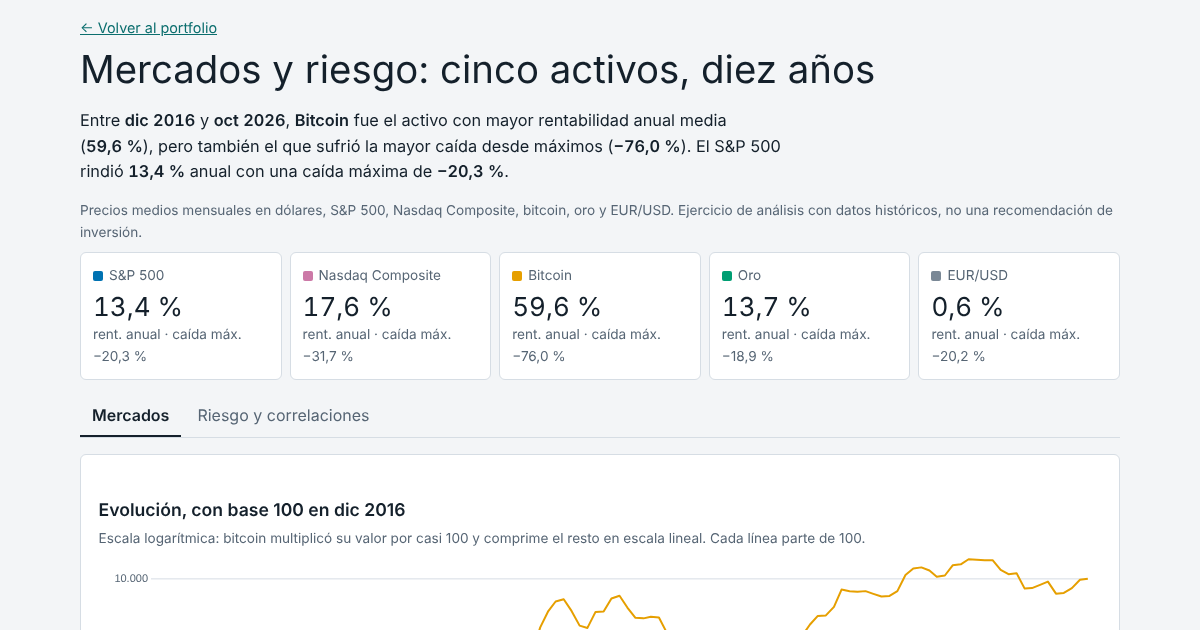 ← Volver al portfolio
Mercados y riesgo: cinco activos, diez años
Entre dic 2016 y oct 2026, Bitcoin fue el activo con mayor rentabilidad anual media
(59,6 %), pero también el que sufrió la mayor caída desde máximos (−76,0 %). El S&P 500
rindió 13,4 % anual con una caída máxima de −20,3 %.
Precios medios mensuales en dólares, S&P 500, Nasdaq Composite, bitcoin, oro y EUR/USD. Ejercicio de análisis con datos históricos, no una recomendación de
inversión.
S&P 500
13,4 %
rent. anual · caída máx.
−20,3 %
Nasdaq Composite
17,6 %
rent. anual · caída máx.
−31,7 %
Bitcoin
59,6 %
rent. anual · caída máx.
−76,0 %
Oro
13,7 %
rent. anual · caída máx.
−18,9 %
EUR/USD
0,6 %
rent. anual · caída máx.
−20,2 %
Mercados
Riesgo y correlaciones
Evolución, con base 100 en dic 2016
Escala logarítmica: bitcoin multiplicó su valor por casi 100 y comprime el resto en escala lineal. Cada línea parte de 100.
10.000